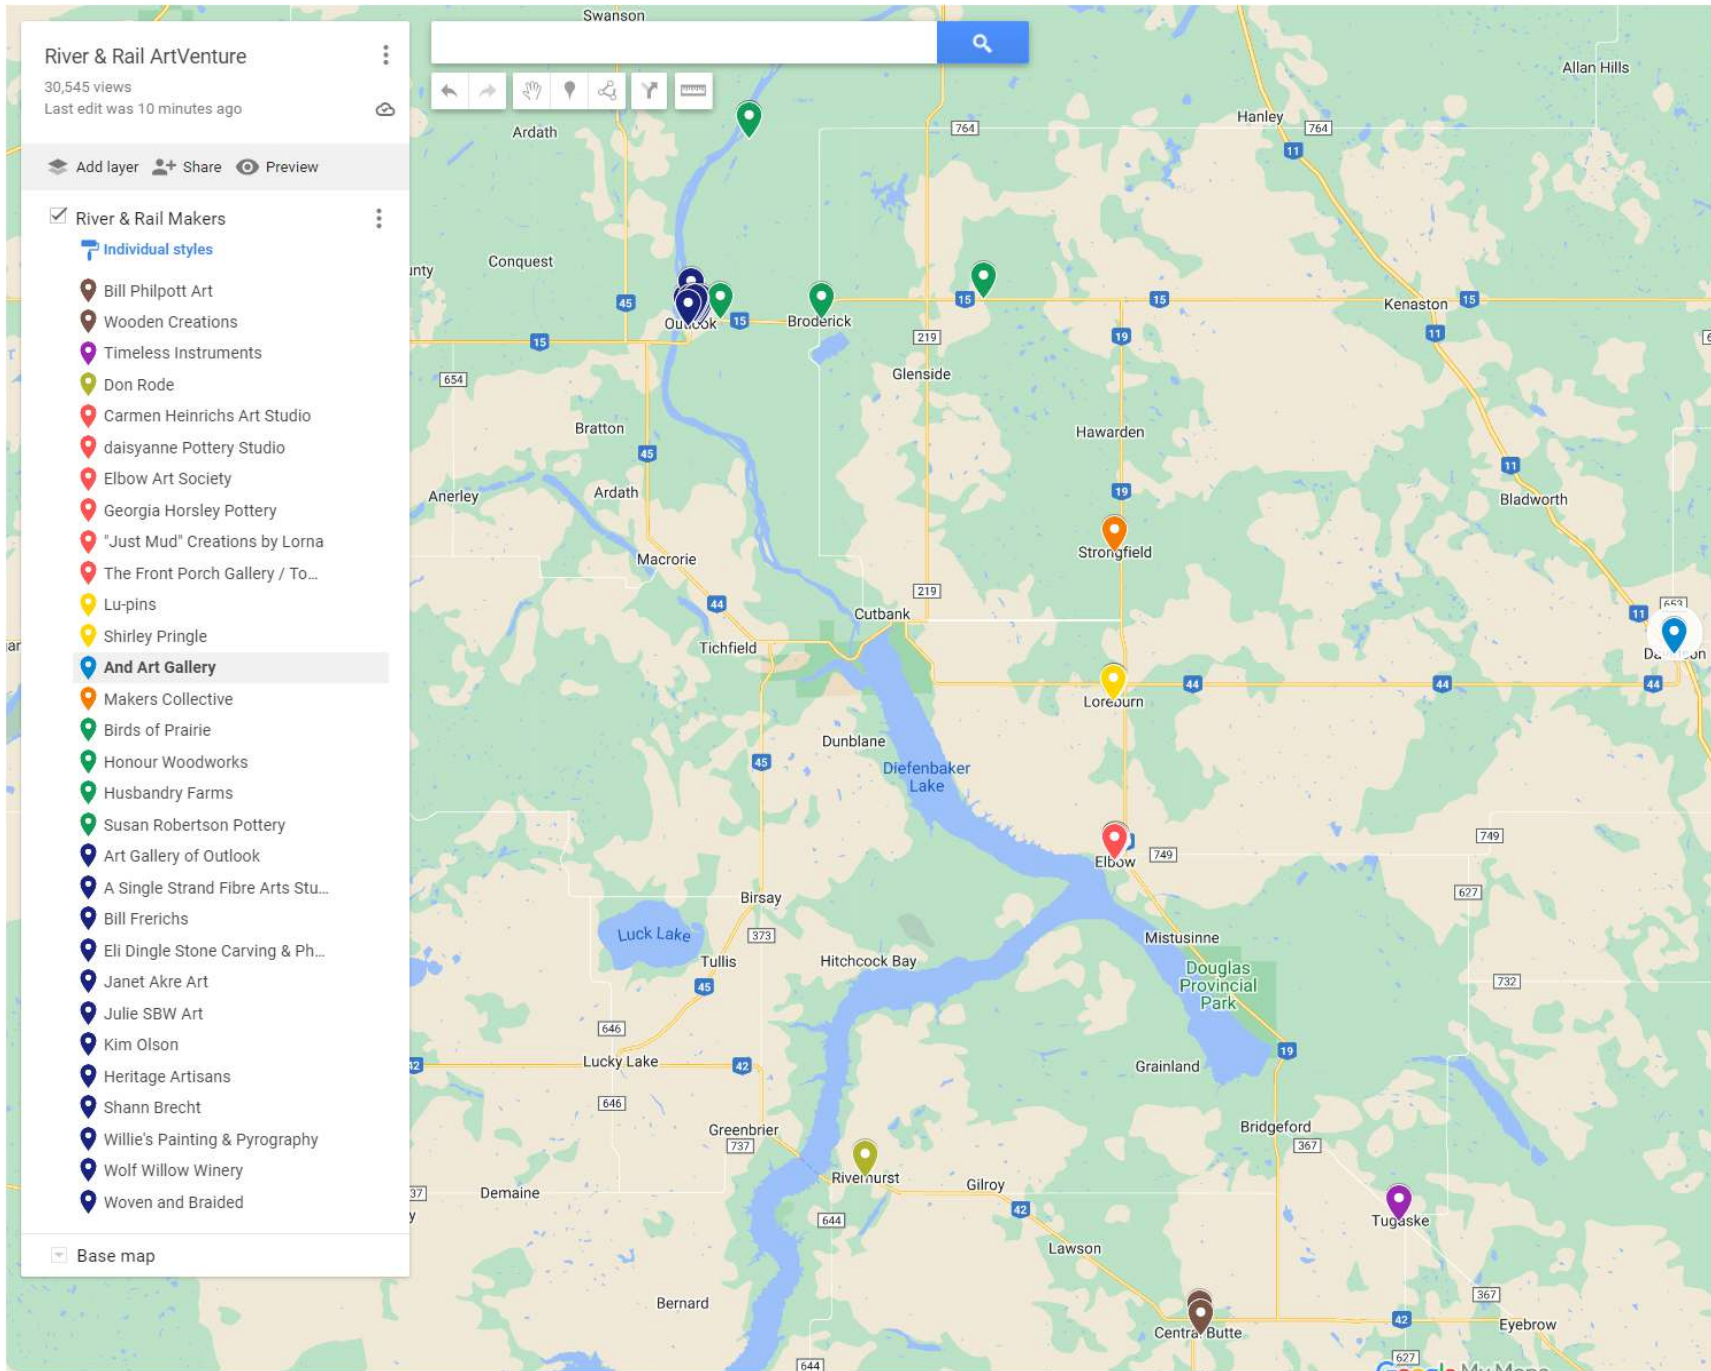 River & Rail ArtVenture
30,545 views
Last edit was 10 minutes ago
Add layer
Share
Preview
River & Rail Makers
Individual styles
Bill Philpott Art
Wooden Creations
Timeless Instruments
Don Rode
Carmen Heinrichs Art Studio
daisyanne Pottery Studio
Elbow Art Society
Georgia Horsley Pottery
"Just Mud" Creations by Lorna
The Front Porch Gallery / To...
Lu-pins
Shirley Pringle
And Art Gallery
Makers Collective
Birds of Prairie
Honour Woodworks
Husbandry Farms
Susan Robertson Pottery
Art Gallery of Outlook
A Single Strand Fibre Arts Stu...
Bill Frerichs
Eli Dingle Stone Carving & Ph...
Janet Akre Art
Julie SBW Art
Kim Olson
Heritage Artisans
Shann Brecht
Willie's Painting & Pyrography
Wolf Willow Winery
Woven and Braided
Base map
Swanson
Allan Hills
Hanley
Ardath
764
764
11
Conquest
45
15
15
Kenaston
15
Outlook
15
Broderick
15
219
19
11
Glenside
654
Bratton
Hawarden
45
11
Anerley
Ardath
19
Bladworth
Strongfield
Macrorie
219
44
Cutbank
11
653
Tichfield
Davidson
44
44
44
Loreburn
Dunblane
45
Diefenbaker
Lake
749
Elbow
749
627
Birsay
Luck Lake
373
Mistusinne
Tullis
Hitchcock Bay
Douglas
Provincial
Park
45
732
646
19
Lucky Lake
42
42
Grainland
646
Greenbrier
737
Bridgeford
367
Riverhurst
Demaine
Gilroy
37
42
644
Tugaske
Lawson
Bernard
367
Central Butte
42
Eyebrow
627
644
Google My Maps